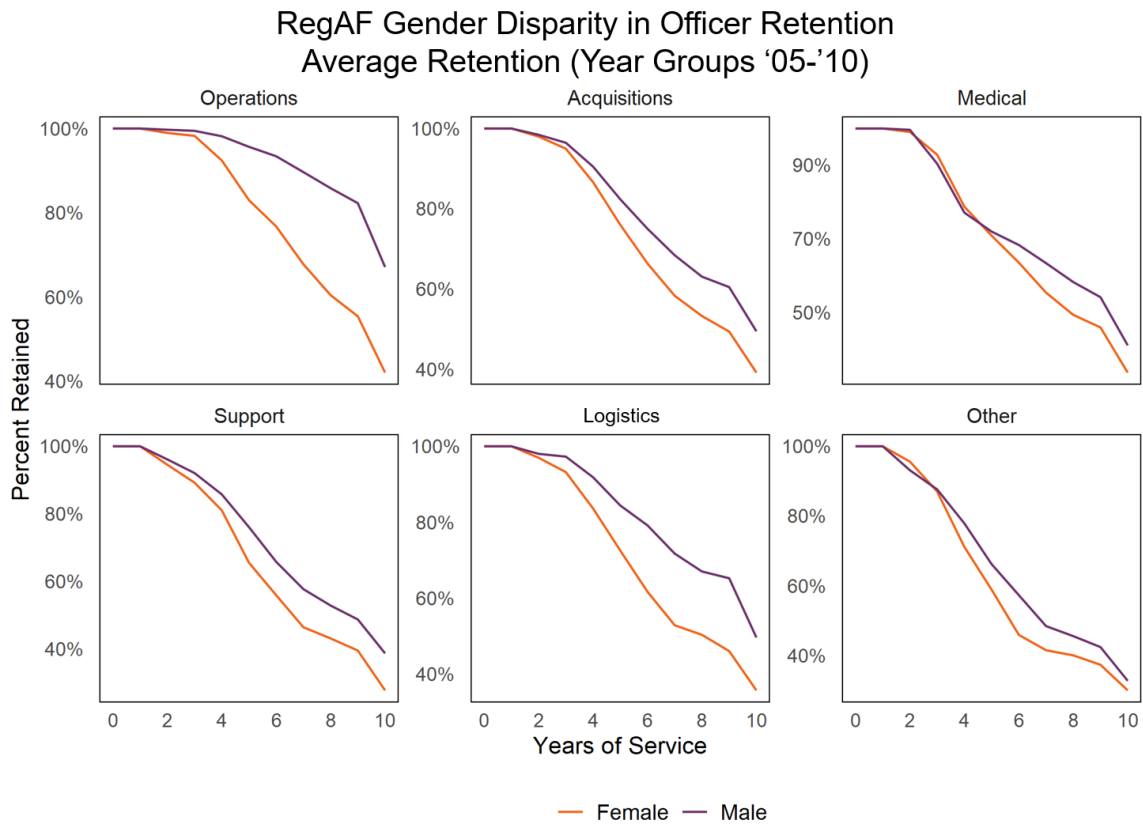 RegAF Gender Disparity in Officer Retention
Average Retention (Year Groups ‘05-’10)
Operations
Acquisitions
Medical
100%
80%
60%
40%
100%
80%
60%
40%
90%
70%
50%
Percent Retained
Support
Logistics
Other
100%
80%
60%
40%
100%
80%
60%
40%
100%
80%
60%
40%
0 2 4 6 8 10
0 2 4 6 8 10
0 2 4 6 8 10
Years of Service
Female Male